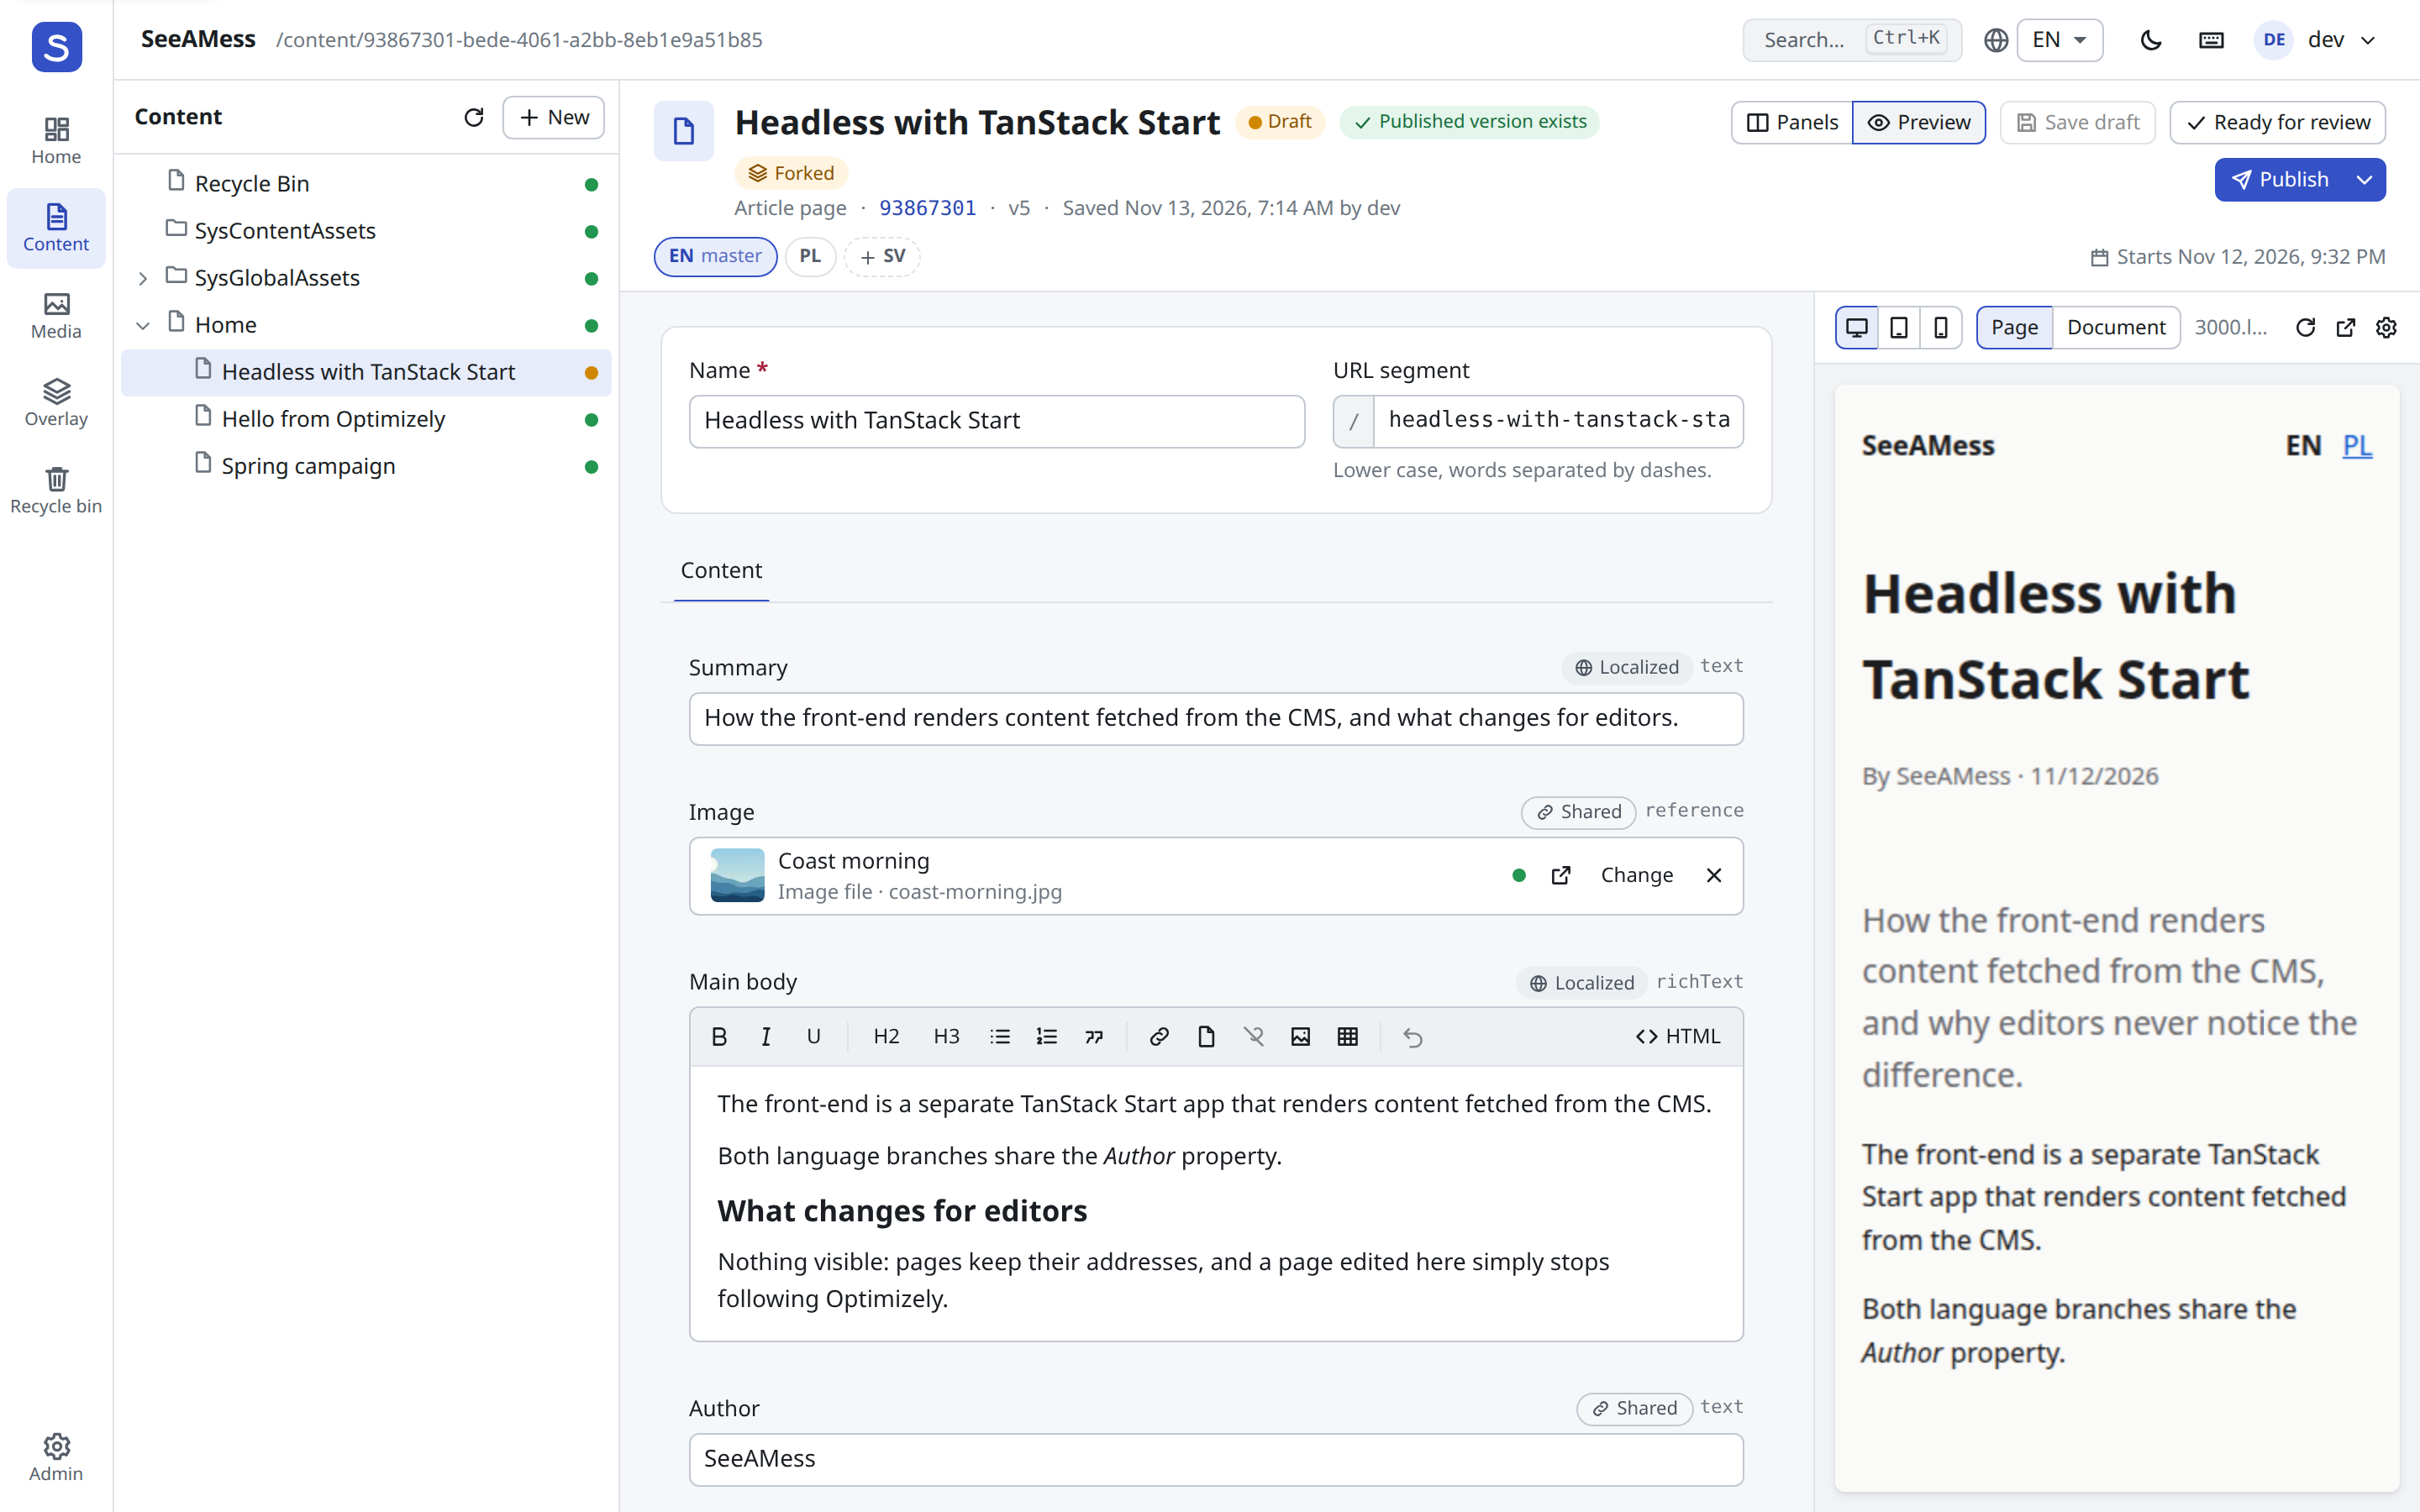 S
SeeAMess /content/93867301-bede-4061-a2bb-8eb1e9a51b85
Search... Ctrl+K
EN
DE dev
Home
Content
Media
Overlay
Recycle bin
Admin
Content
New
Recycle Bin
SysContentAssets
SysGlobalAssets
Home
Headless with TanStack Start
Hello from Optimizely
Spring campaign
Headless with TanStack Start Draft Published version exists
Forked
Article page · 93867301 · v5 · Saved Nov 13, 2026, 7:14 AM by dev
Panels Preview Save draft Ready for review
Publish
EN master PL + SV
Starts Nov 12, 2026, 9:32 PM
Name *
Headless with TanStack Start
URL segment
/ headless-with-tanstack-sta
Lower case, words separated by dashes.
Content
Summary Localized text
How the front-end renders content fetched from the CMS, and what changes for editors.
Image Shared reference
Coast morning
Image file · coast-morning.jpg
Change
Main body Localized richText
B I U H2 H3 HTML
The front-end is a separate TanStack Start app that renders content fetched from the CMS.
Both language branches share the Author property.
What changes for editors
Nothing visible: pages keep their addresses, and a page edited here simply stops
following Optimizely.
Author Shared text
SeeAMess
Page Document 3000.l...
SeeAMess EN PL
Headless with
TanStack Start
By SeeAMess · 11/12/2026
How the front-end renders
content fetched from the CMS,
and why editors never notice the
difference.
The front-end is a separate TanStack
Start app that renders content fetched
from the CMS.
Both language branches share the
Author property.